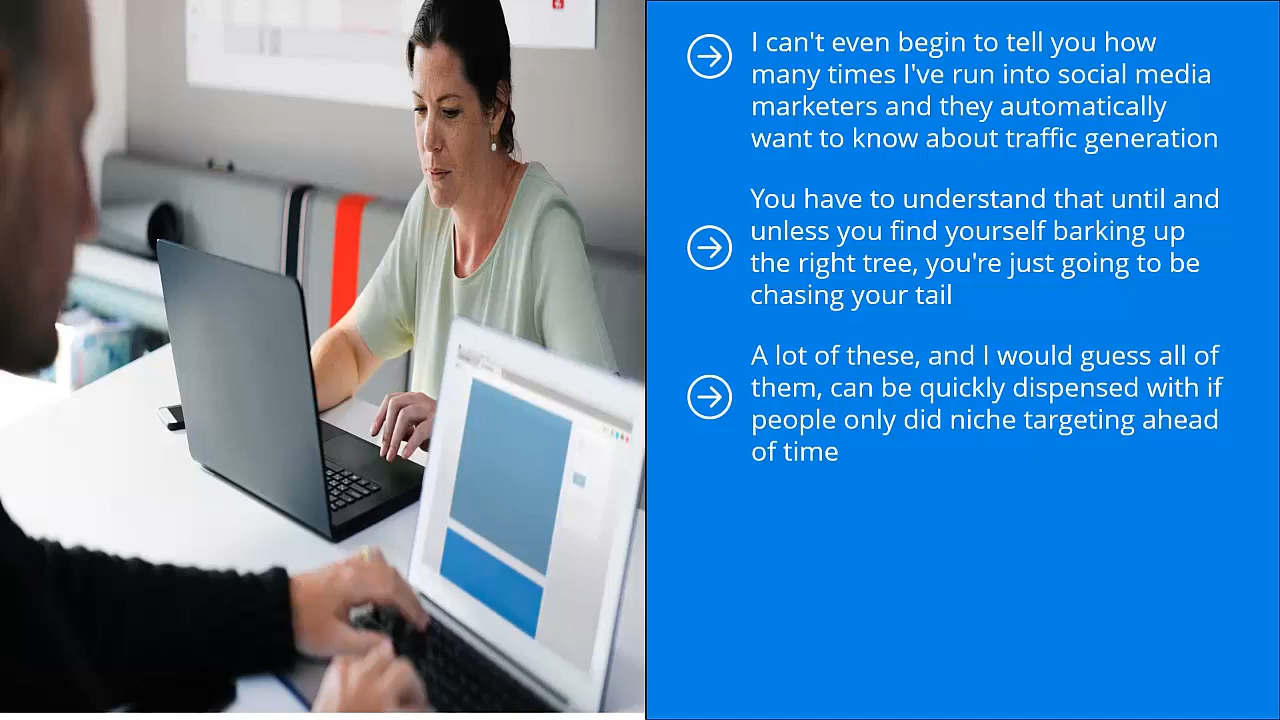 I can't even begin to tell you how
many times I've run into social media
marketers and they automatically
want to know about traffic generation
You have to understand that until and
unless you find yourself barking up
the right tree, you're just going to be
chasing your tail
A lot of these, and I would guess all of
them, can be quickly dispensed with if
people only did niche targeting ahead
of time